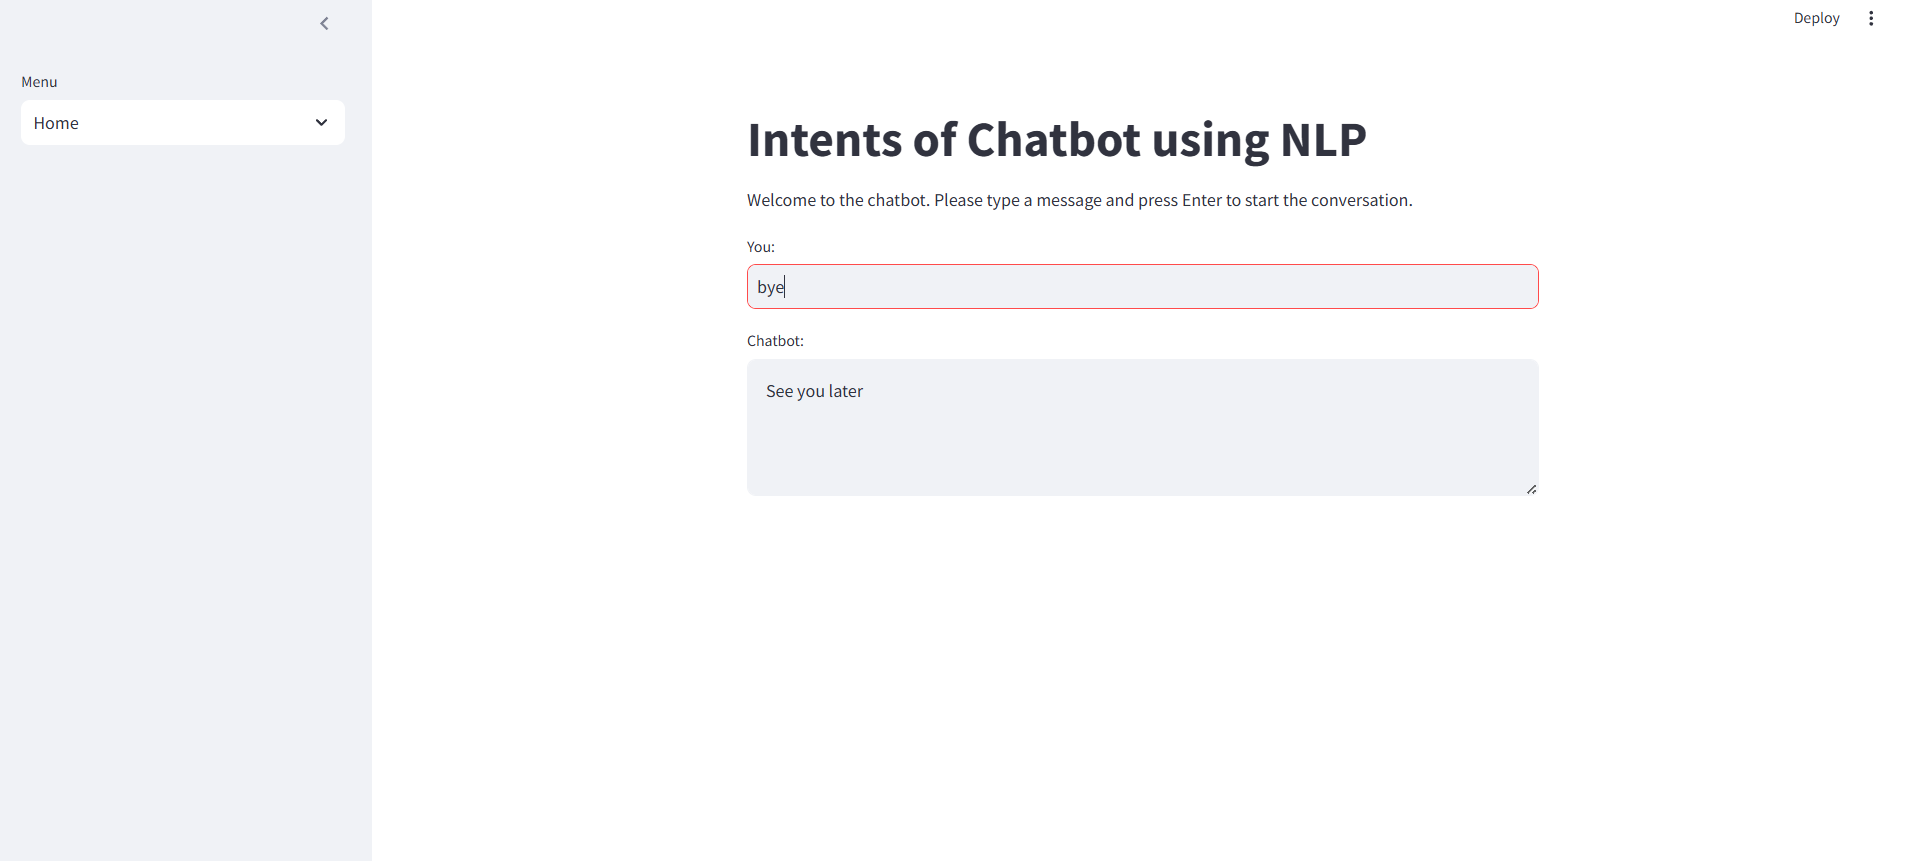 Deploy
Menu
Home
Intents of Chatbot using NLP
Welcome to the chatbot. Please type a message and press Enter to start the conversation.
You:
bye
Chatbot:
See you later